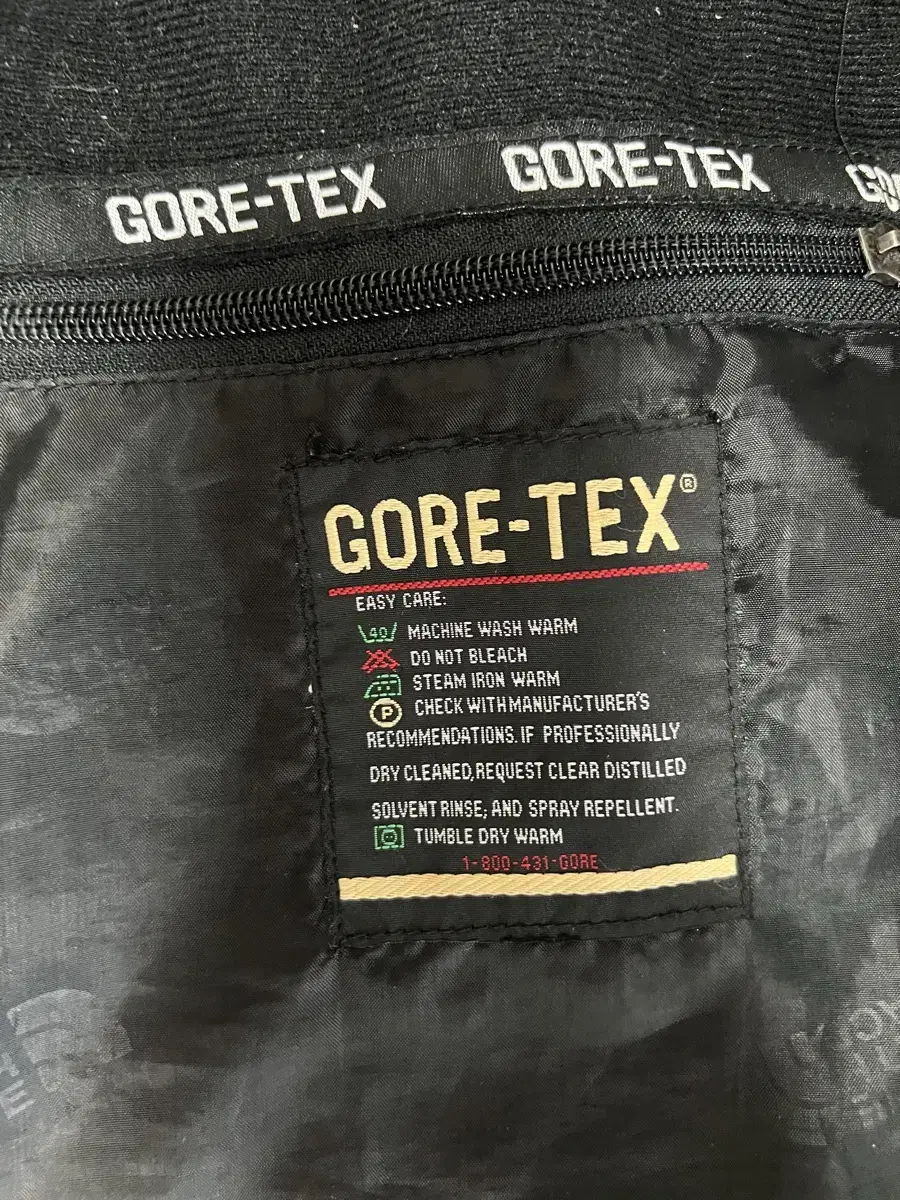 GORE-TEX GORE-TEX
GORE-TEX®
EASY CARE:
40 MACHINE WASH WARM
DO NOT BLEACH
STEAM IRON WARM
P CHECK WITH MANUFACTURER'S
RECOMMENDATIONS. IF PROFESSIONALLY
DRY CLEANED, REQUEST CLEAR DISTILLED
SOLVENT RINSE; AND SPRAY REPELLENT.
TUMBLE DRY WARM
1-800-431-GORE